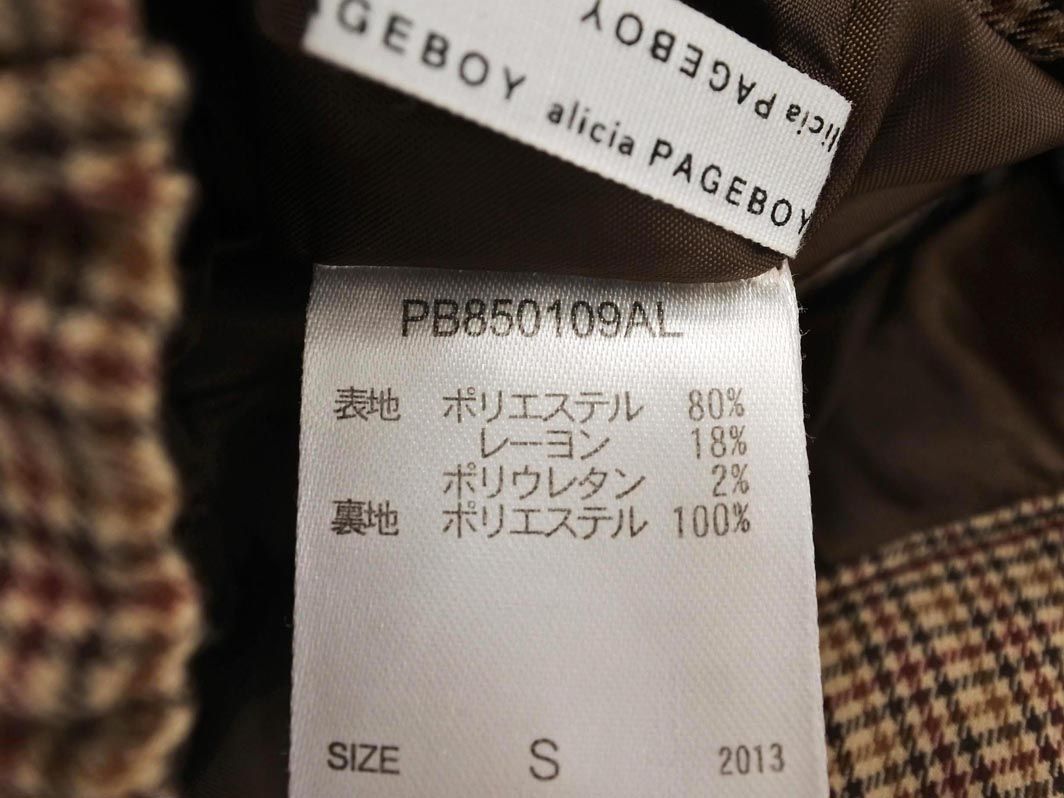 GEBOY alicia PAGEBOY
alicia PAGEBOY
PB850109AL
表地 ポリエステル 80%
レーヨン 18%
ポリウレタン 2%
裏地 ポリエステル 100%
SIZE S 2013